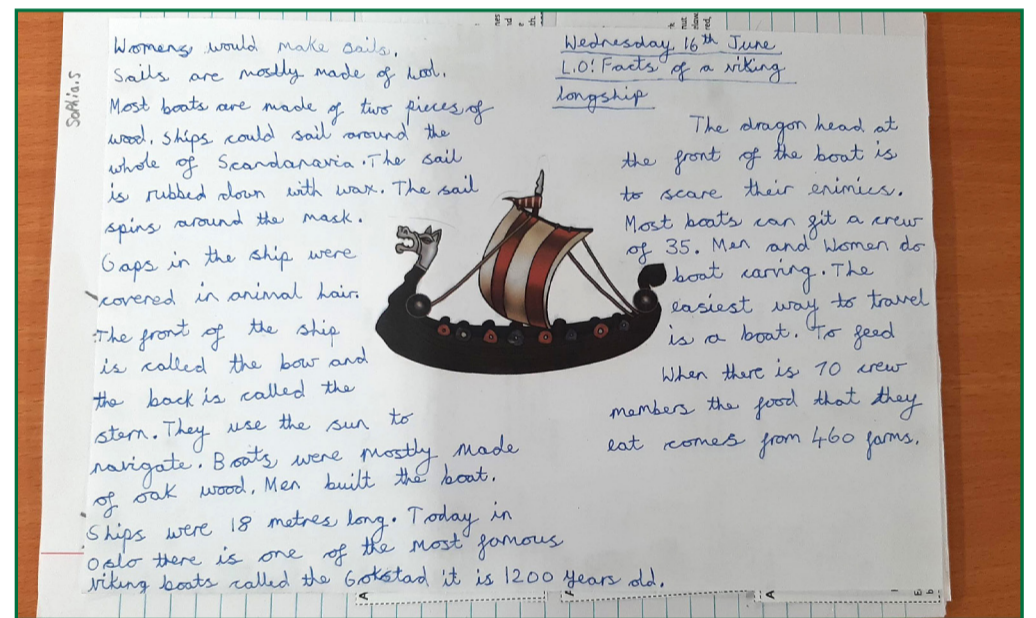 Sophia.S
Womens would make sails.
Sails are mostly made of wool.
Most boats are made of two pieces of
wood. Ships could sail around the
whole of Scandanavia. The sail
is rubbed down with wax. The sail
spins around the mask.
Gaps in the ship were
covered in animal hair.
The front of the ship
is called the bow and
the back is called the
stern. They use the sun to
navigate. Boats were mostly made
of oak wood. Men built the boat.
Ships were 18 metres long. Today in
Oslo there is one of the most famous
viking boats called the Gokstad it is 1200 years old.
Wednesday 16th June
L.O: Facts of a viking
longship
The dragon head at
the front of the boat is
to scare their enimies.
Most boats can git a crew
of 35. Men and Women do
boat carving. The
easiest way to travel
is a boat. To feed
When there is 70 crew
members the food that they
eat comes from 460 farms.